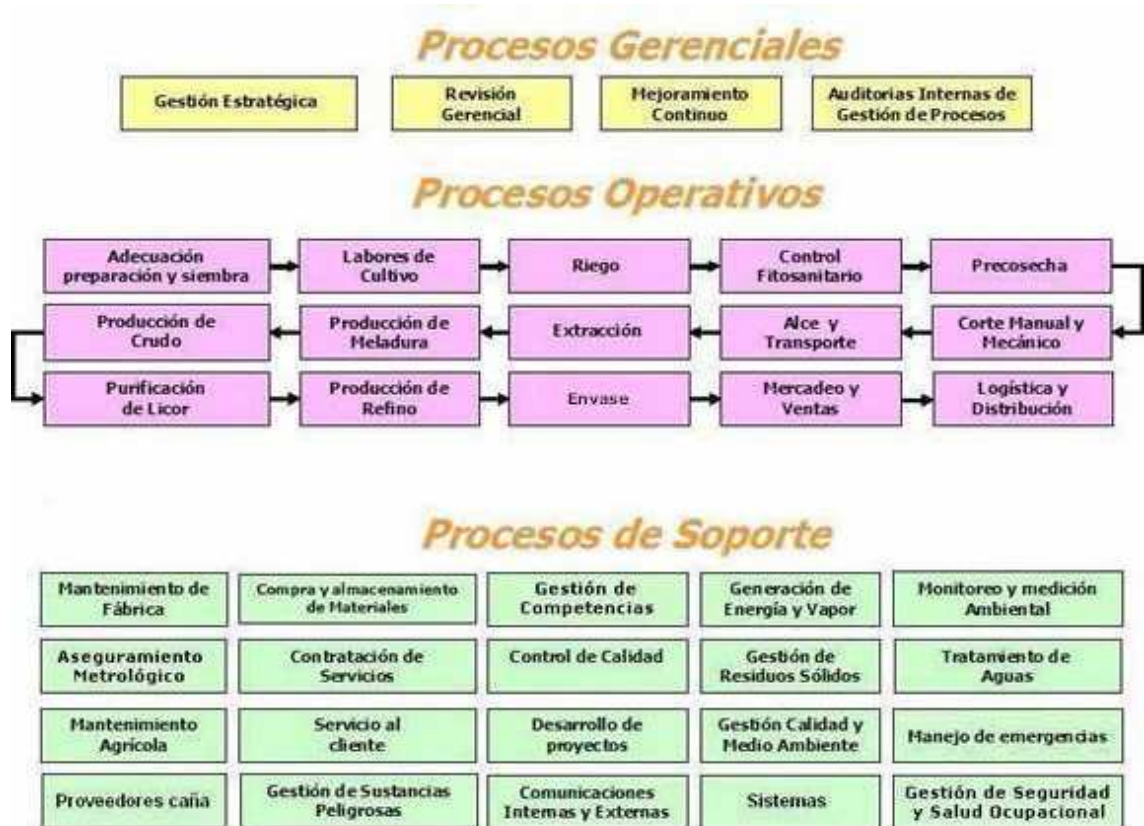 Procesos Gerenciales
Gestión Estratégica
Revisión
Gerencial
Mejoramiento
Continuo
Auditorias Internas de
Gestión de Procesos
Procesos Operativos
Adecuación
preparación y siembra
Labores de
Cultivo
Riego
Control
Fitosanitario
Precosecha
Producción de
Crudo
Producción de
Meladura
Extracción
Alce y
Transporte
Corte Manual y
Mecánico
Purificación
de Licor
Producción de
Refino
Envase
Mercadeo y
Ventas
Logística y
Distribución
Procesos de Soporte
Mantenimiento de
Fábrica
Compra y almacenamiento
de Materiales
Gestión de
Competencias
Generación de
Energía y Vapor
Monitoreo y medición
Ambiental
Aseguramiento
Metrológico
Contratación de
Servicios
Control de Calidad
Gestión de
Residuos Sólidos
Tratamiento de
Aguas
Mantenimiento
Agrícola
Servicio al
cliente
Desarrollo de
proyectos
Gestión Calidad y
Medio Ambiente
Manejo de emergencias
Proveedores caña
Gestión de Sustancias
Peligrosas
Comunicaciones
Internas y Externas
Sistemas
Gestión de Seguridad
y Salud Ocupacional